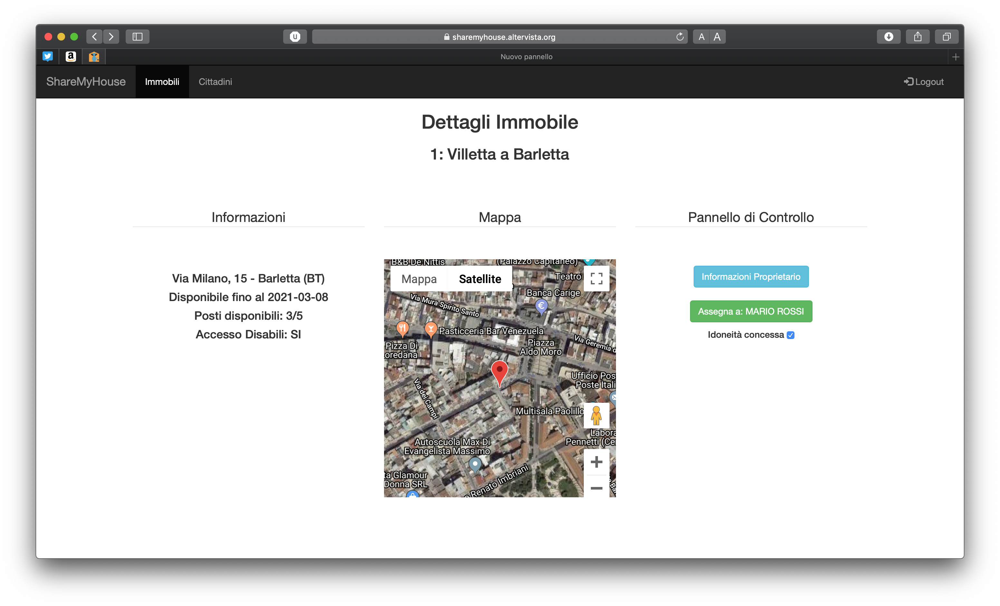 sharemyhouse.altervista.org
A A
Nuovo pannello
ShareMyHouse
Immobili
Cittadini
Logout
Dettagli Immobile
1: Villetta a Barletta
Informazioni
Via Milano, 15 - Barletta (BT)
Disponibile fino al 2021-03-08
Posti disponibili: 3/5
Accesso Disabili: SI
Mappa
B&B De Nittis
(Palazzo Capitaneo)
Mappa
Satellite
Teatro
Banca Carige
Via Mura Spirito Santo
Pasticceria Bar Venezuela
Piazza
Aldo Moro
Via Geremia d
Pizza Di
oredana
Via dei Campi
Ufficio Pos
Poste Itali
Multisala Paolillo
Labora
Pennetti (Ce
Autoscuola Max Di
Evangelista Massimo
ta Glamour
Donna SRL
Renato Imbriani
Pannello di Controllo
Informazioni Proprietario
Assegna a: MARIO ROSSI
Idoneità concessa